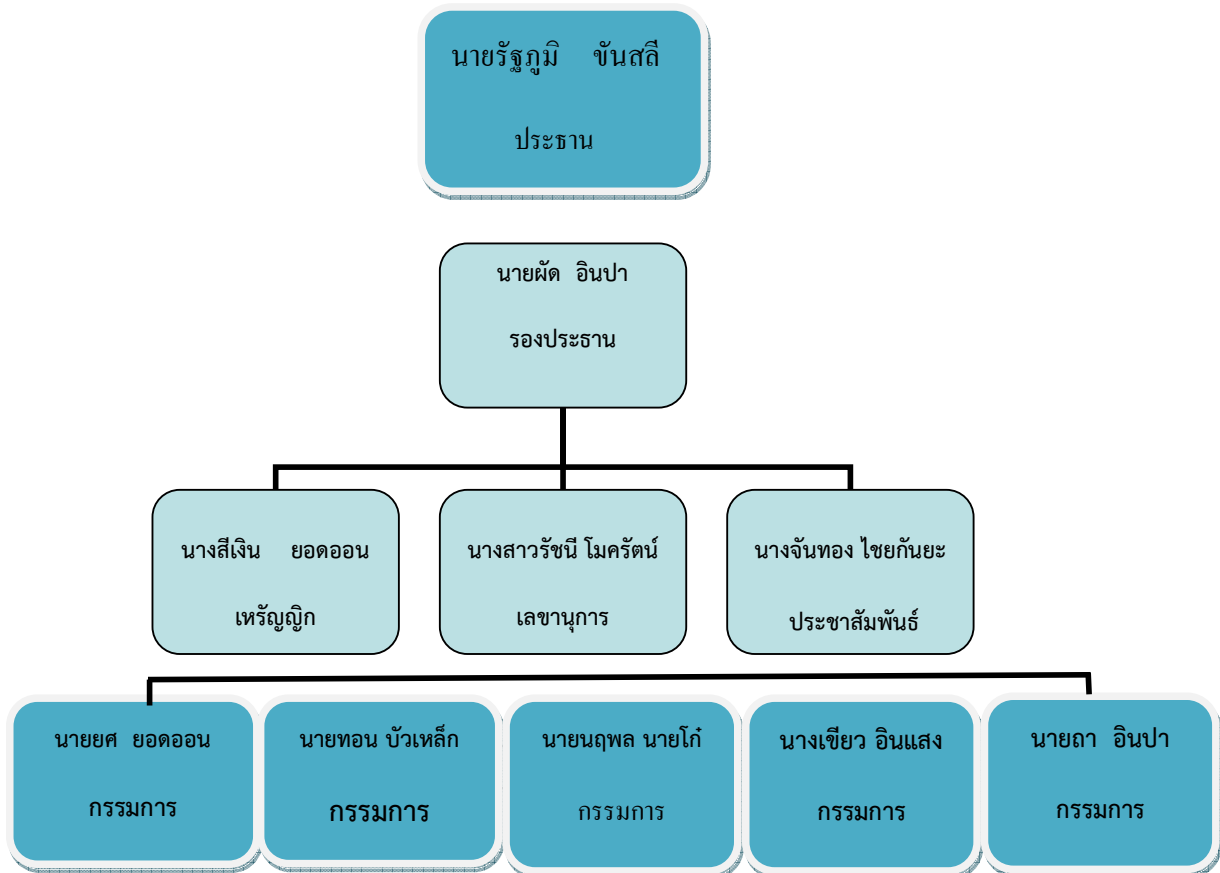 นายรัฐภูมิ ขันสลี
ประธาน
นายผัด อินปา
รองประธาน
นางสีเงิน ยอดออน
เหรัญญิก
นางสาวรัชนี โมครัตน์
เลขานุการ
นางจันทอง ไชยกันยะ
ประชาสัมพันธ์
นายยศ ยอดออน
กรรมการ
นายทอน บัวเหล็ก
กรรมการ
นายนฤพล นายโก๋
กรรมการ
นางเขียว อินแสง
กรรมการ
นายถา อินปา
กรรมการ